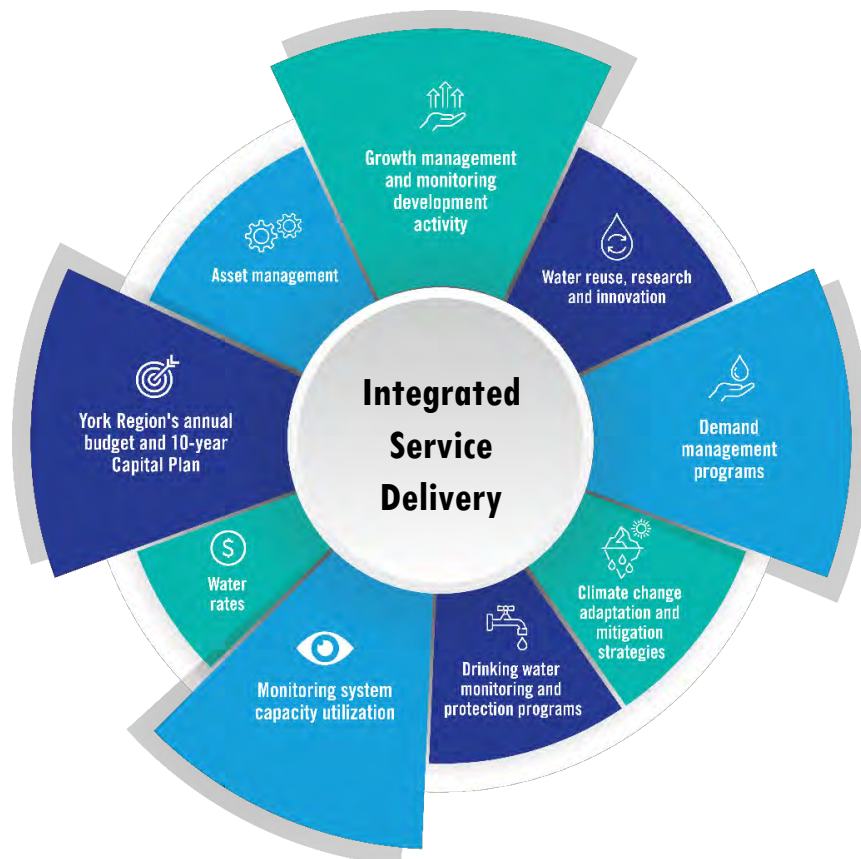 Growth management
and monitoring
development
activity
Water reuse, research
and innovation
Demand
management
programs
Climate change
adaptation and
mitigation
strategies
Drinking water
monitoring and
protection programs
Monitoring system
capacity utilization
$
Water
rates
York Region's annual
budget and 10-year
Capital Plan
Asset management
Integrated
Service
Delivery